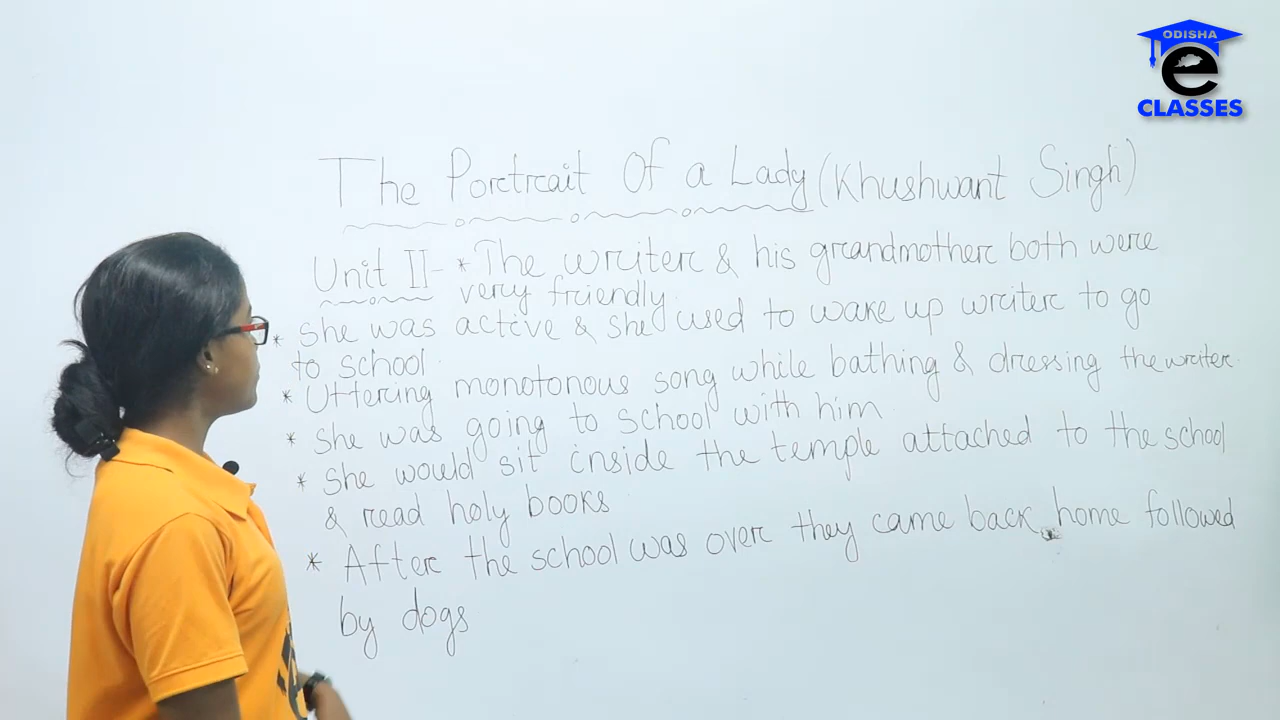 ODISHA
e
CLASSES
The Portrait Of a Lady (Khushwant Singh)
Unit II - * The writer & his grandmother both were
very friendly.
* She was active & she used to wake up writer to go
to school.
* Uttering monotonous song while bathing & dressing the writer.
* She was going to school with him
* She would sit inside the temple attached to the school
& read holy books
* After the school was over they came back home followed
by dogs